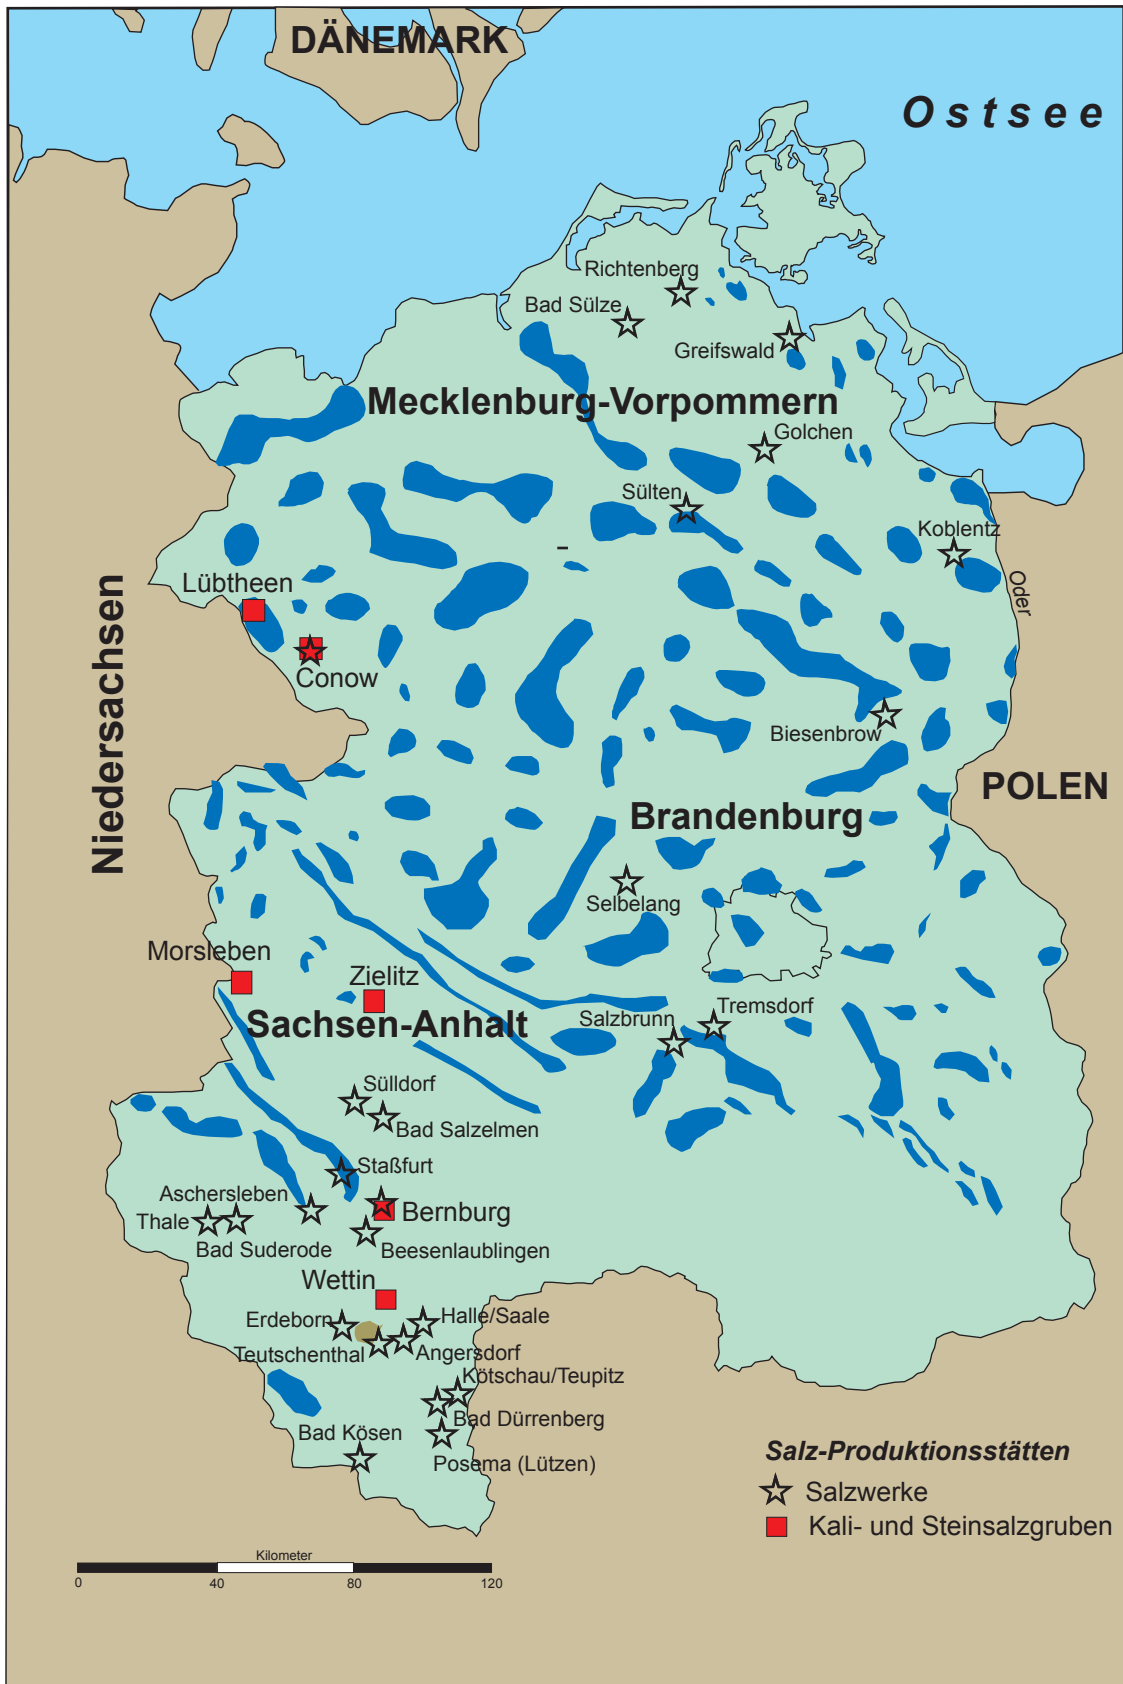 DÄNEMARK
Ostsee
Richtenberg
Bad Sülze
Greifswald
Mecklenburg-Vorpommern
Golchen
Sülten
Koblentz
Oder
Lübtheen
Conow
Niedersachsen
Biesenbrow
POLEN
Brandenburg
Selbelang
Morsleben
Zielitz
Sachsen-Anhalt
Salzbrunn
Tremsdorf
Sülldorf
Bad Salzelmen
Staßfurt
Aschersleben
Thale
Bernburg
Bad Suderode
Beesenlaublingen
Wettin
Erdeborn
Halle/Saale
Teutschenthal
Angersdorf
Kötschau/Teupitz
Bad Dürrenberg
Bad Kösen
Posema (Lützen)
Salz-Produktionsstätten
Salzwerke
Kali- und Steinsalzgruben
Kilometer
0 40 80 120